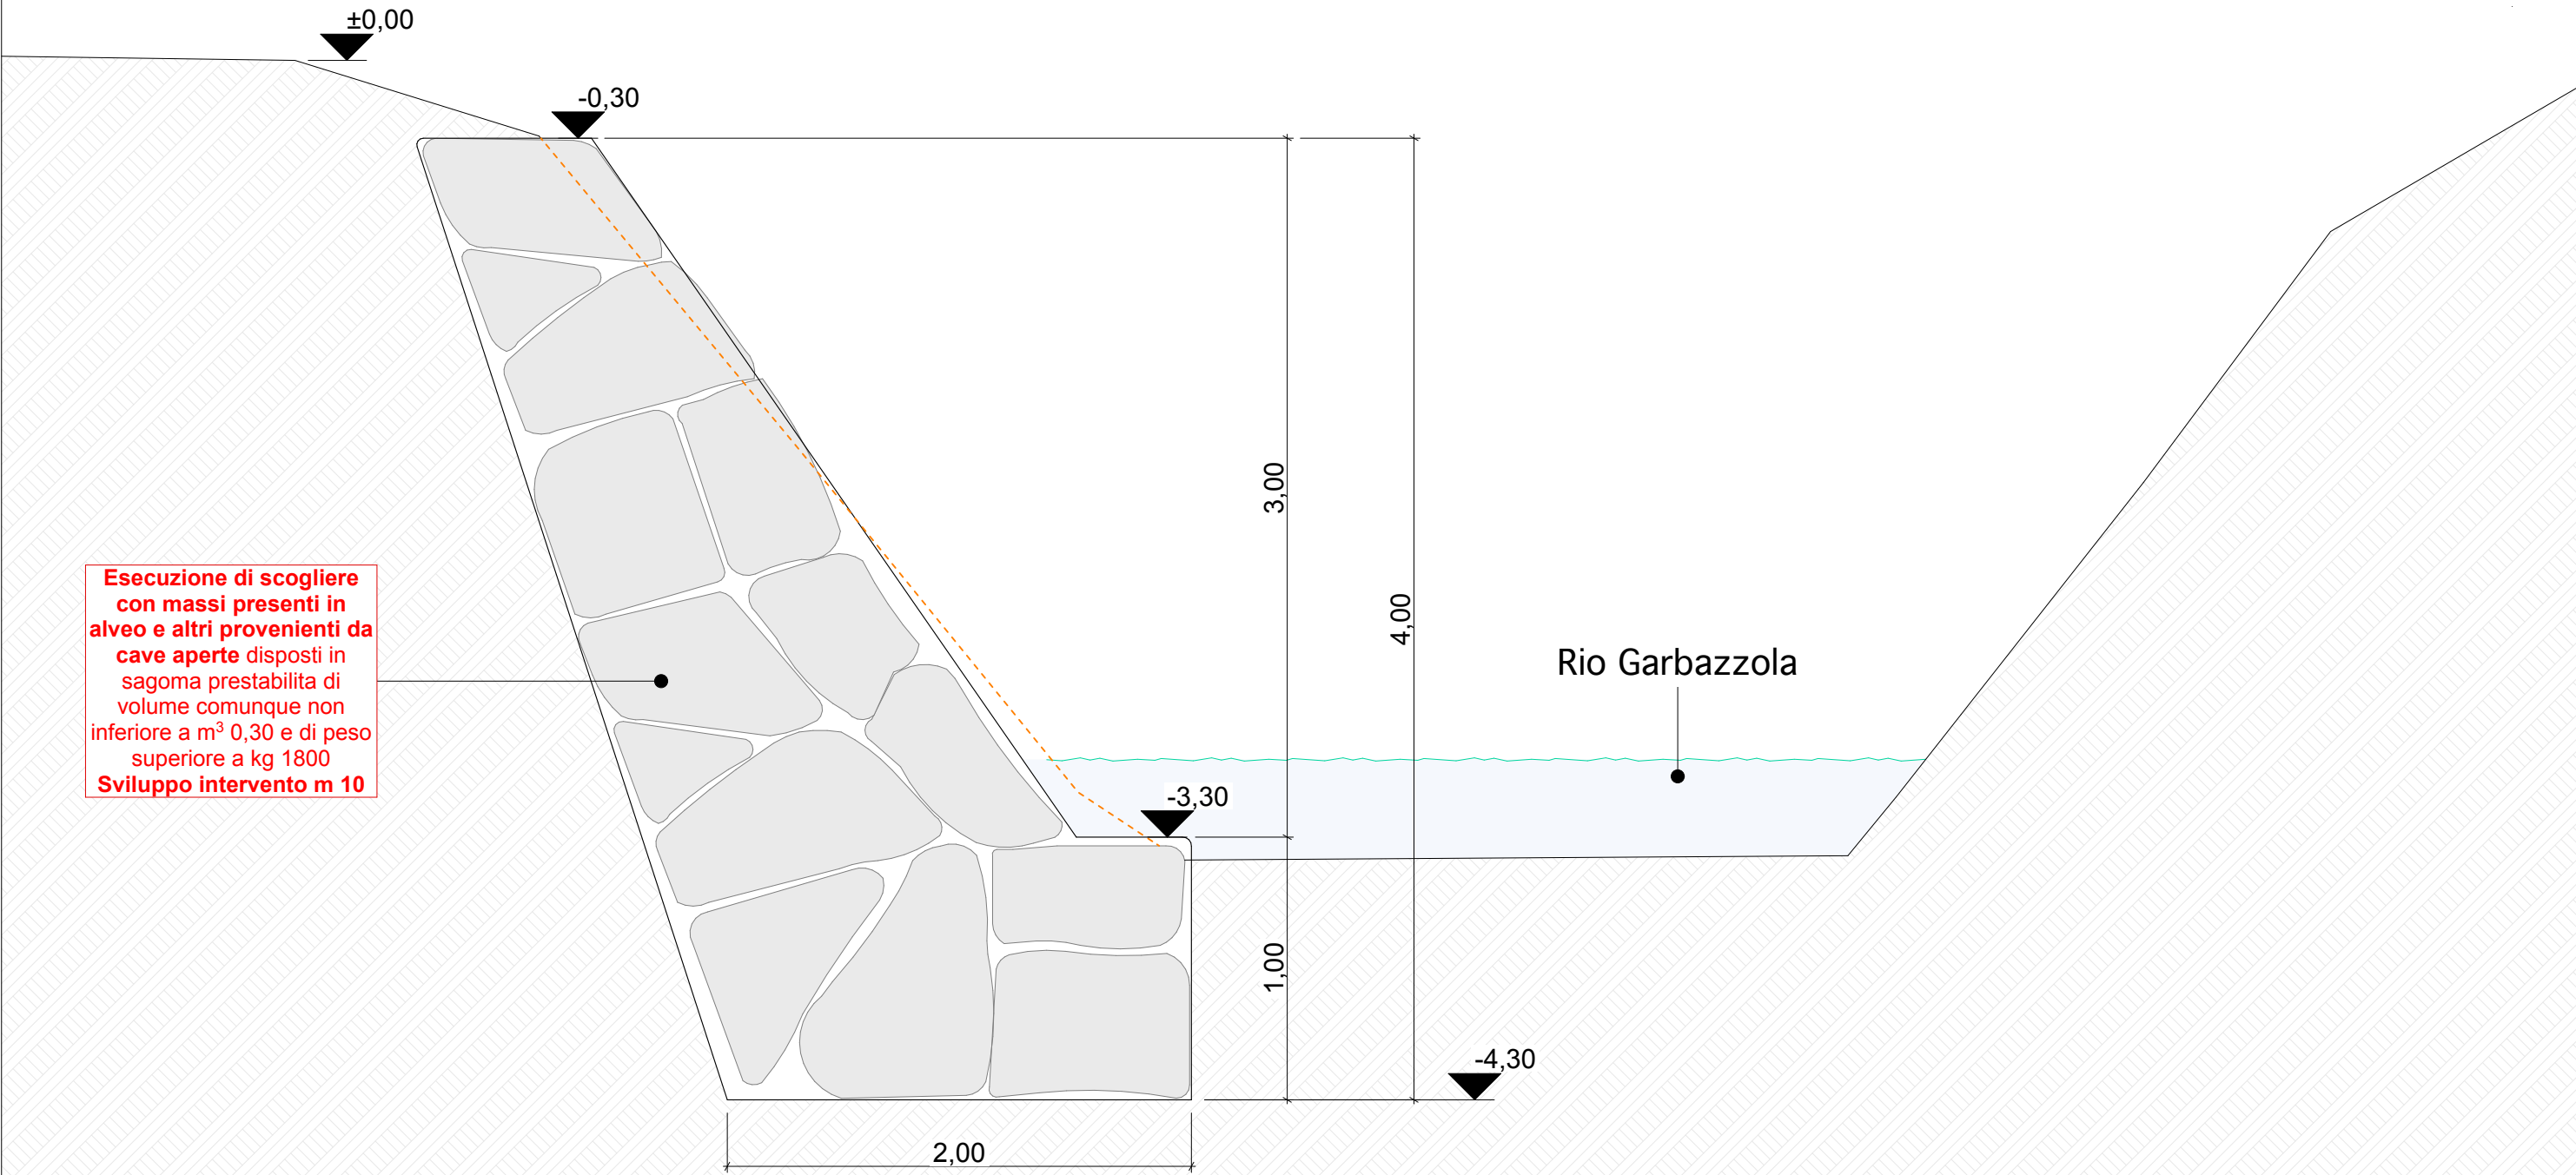 ±0,00
-0,30
3,00
4,00
Esecuzione di scogliere
con massi presenti in
alveo e altri provenienti da
cave aperte disposti in
sagoma prestabilita di
volume comunque non
inferiore a m³ 0,30 e di peso
superiore a kg 1800
Sviluppo intervento m 10
Rio Garbazzola
-3,30
1,00
-4,30
2,00